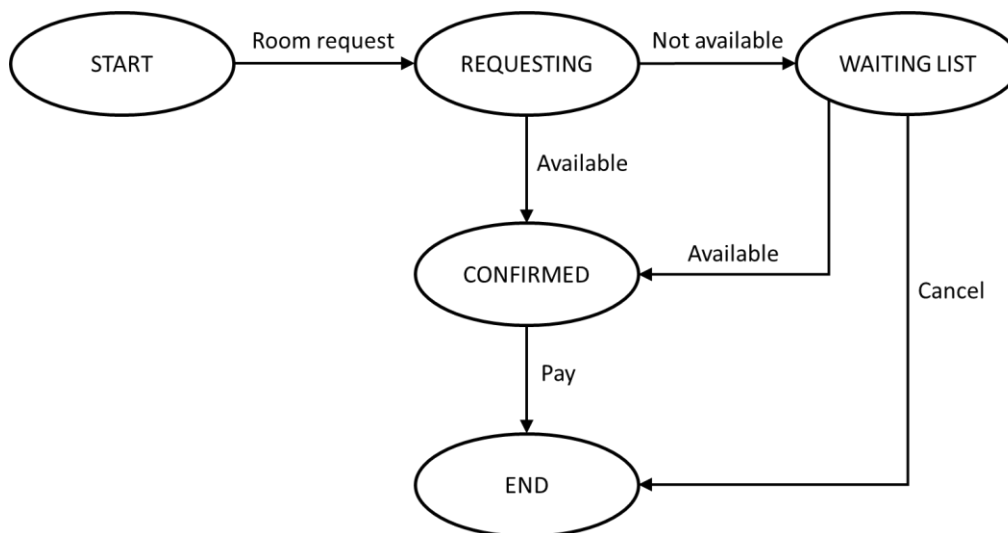 START
Room request
REQUESTING
Not available
WAITING LIST
Available
CONFIRMED
Available
Cancel
Pay
END